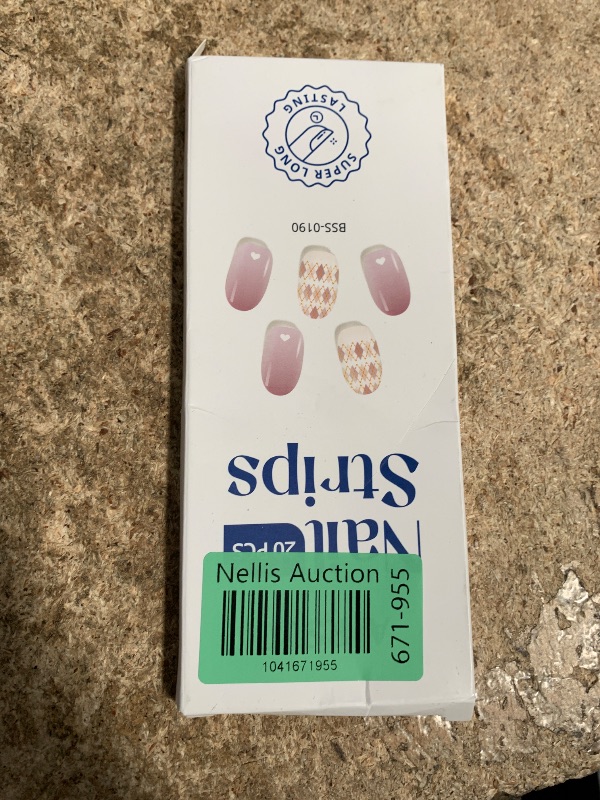 SUPER LONG
LASTING
BSS-0190
Nail
20 PCS
Strips
Nellis Auction
671-955
1041671955